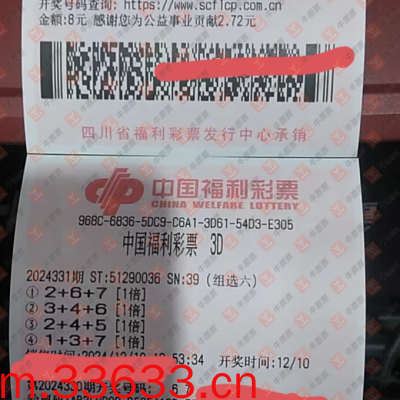 开奖号码查询: https://www.scflcp.com.cn
金额:8元 感谢您为公益事业贡献2.72元
四川省福利彩票发行中心承销
中国福利彩票
CHINA WELFARE LOTTERY
968C-6836-5DC9-C6A1-3D61-54D3-E305
中国福利彩票 3D
2024331期 ST:51290036 SN:39 (组选六)
① 2+6+7 [1倍]
② 3+4+6 [1倍]
③ 2+4+5 [1倍]
④ 1+3+7 [1倍]
53:34 开奖时间:12/10
m.33633.cn